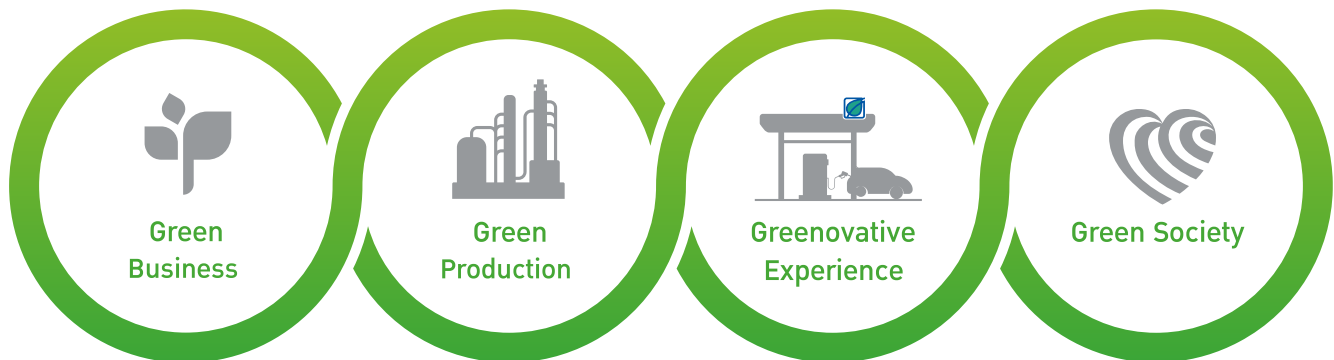 Green
Business
Green
Production
Greenovative
Experience
Green Society